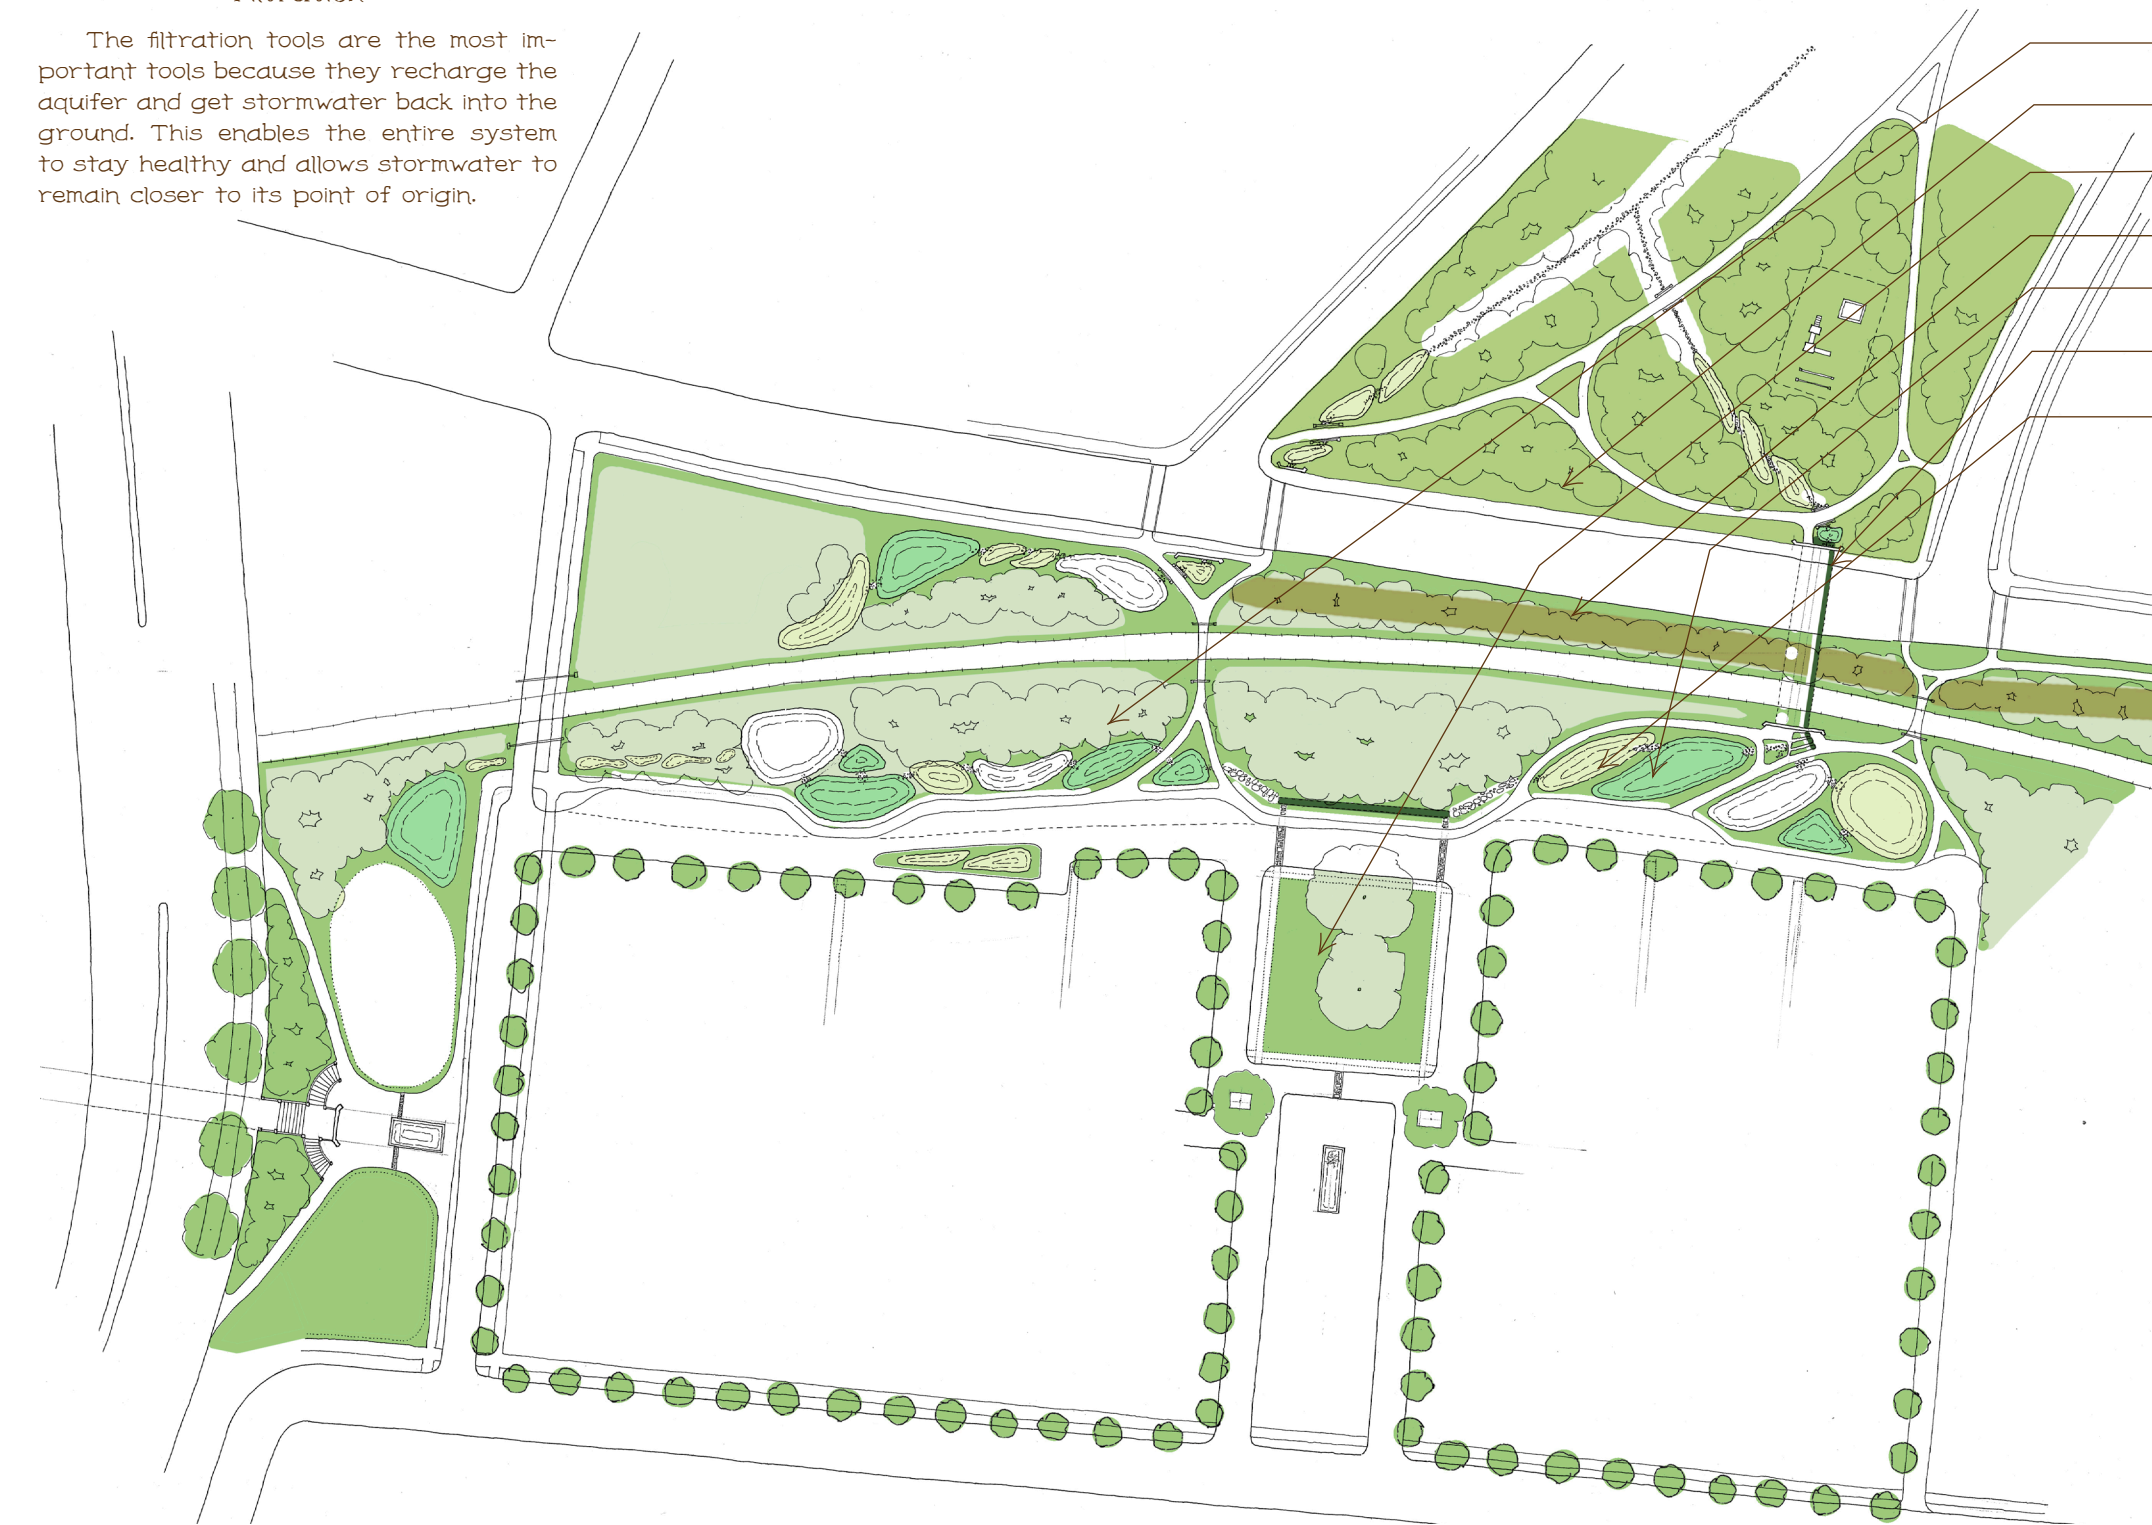 The filtration tools are the most im-
portant tools because they recharge the
aquifer and get stormwater back into the
ground. This enables the entire system
to stay healthy and allows stormwater to
remain closer to its point of origin.